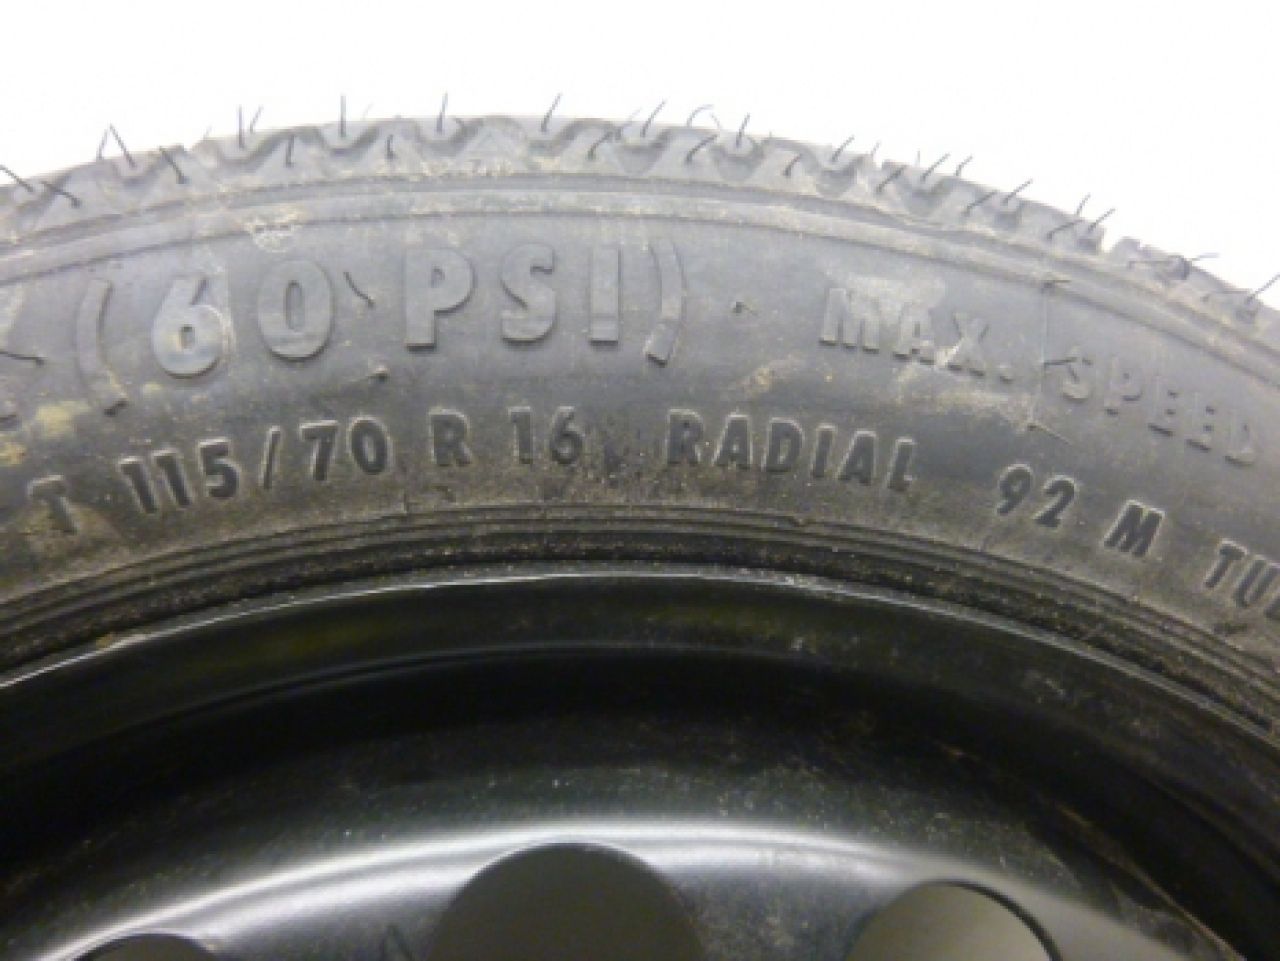 (60 PSI) MAX. SPEED
T 115/70 R 16 RADIAL 92 M